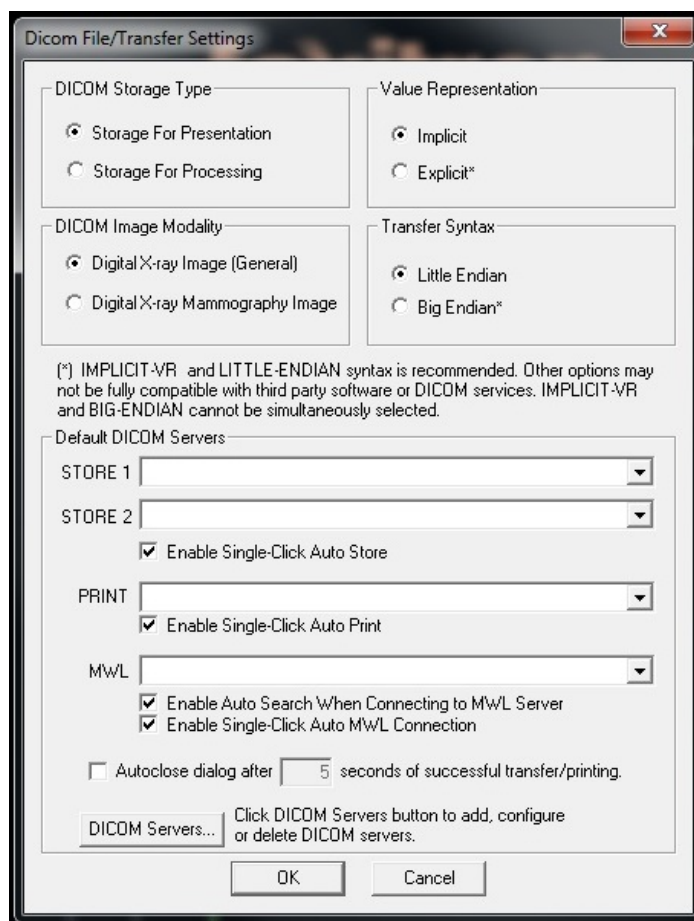 Dicom File/Transfer Settings
DICOM Storage Type
Storage For Presentation
Storage For Processing
Value Representation
Implicit
Explicit*
DICOM Image Modality
Digital X-ray Image (General)
Digital X-ray Mammography Image
Transfer Syntax
Little Endian
Big Endian*
(*) IMPLICIT-VR and LITTLE-ENDIAN syntax is recommended. Other options may
not be fully compatible with third party software or DICOM services. IMPLICIT-VR
and BIG-ENDIAN cannot be simultaneously selected.
Default DICOM Servers
STORE 1
STORE 2
Enable Single-Click Auto Store
PRINT
Enable Single-Click Auto Print
MWL
Enable Auto Search When Connecting to MWL Server
Enable Single-Click Auto MWL Connection
Autoclose dialog after 5 seconds of successful transfer/printing.
DICOM Servers...
Click DICOM Servers button to add, configure
or delete DICOM servers.
OK
Cancel